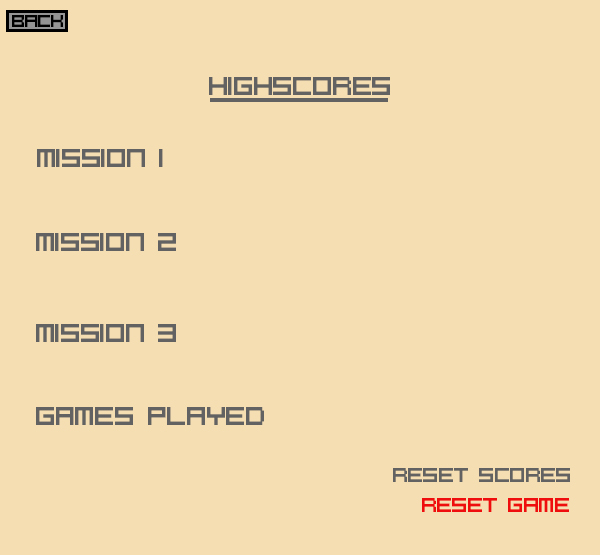 BACK
HIGHSCORES
MISSION 1
MISSION 2
MISSION 3
GAMES PLAYED
RESET SCORES
RESET GAME